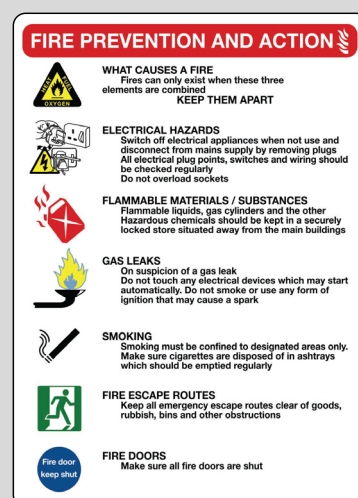 FIRE PREVENTION AND ACTION
HEAT
FUEL
OXYGEN
WHAT CAUSES A FIRE
Fires can only exist when these three
elements are combined
KEEP THEM APART
ELECTRICAL HAZARDS
Switch off electrical appliances when not use and
disconnect from mains supply by removing plugs
All electrical plug points, switches and wiring should
be checked regularly
Do not overload sockets
FLAMMABLE MATERIALS / SUBSTANCES
Flammable liquids, gas cylinders and the other
Hazardous chemicals should be kept in a securely
locked store situated away from the main buildings
GAS LEAKS
On suspicion of a gas leak
Do not touch any electrical devices which may start
automatically. Do not smoke or use any form of
ignition that may cause a spark
SMOKING
Smoking must be confined to designated areas only.
Make sure cigarettes are disposed of in ashtrays
which should be emptied regularly
FIRE ESCAPE ROUTES
Keep all emergency escape routes clear of goods,
rubbish, bins and other obstructions
Fire door
keep shut
FIRE DOORS
Make sure all fire doors are shut